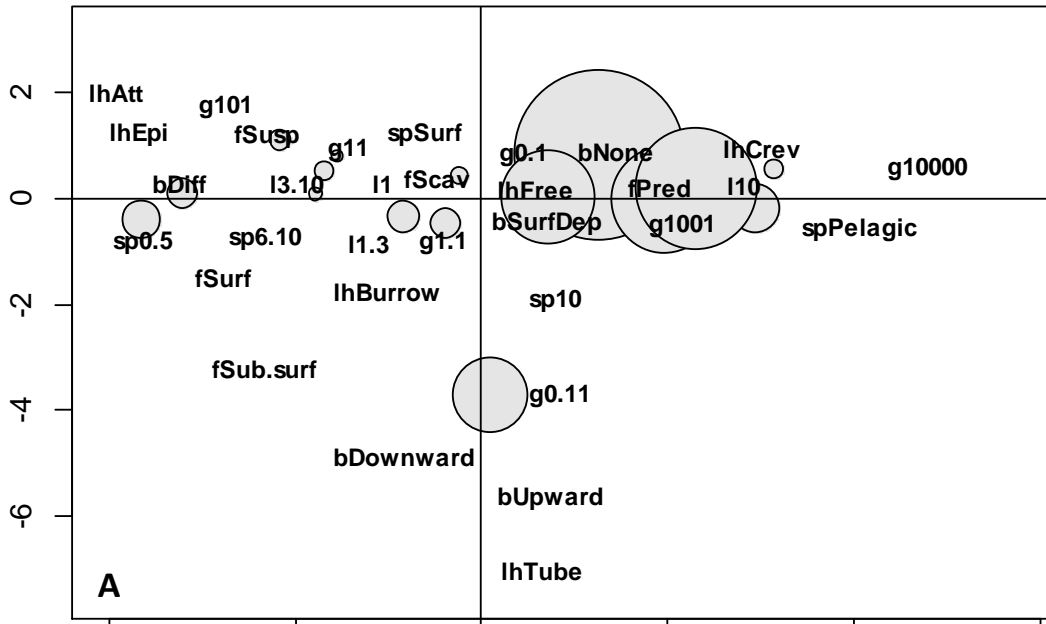 2
0
-2
-4
-6
lhAtt
g101
lhEpi
fSusp
g11
spSurf
g0.1
bNone
lhCrev
g10000
bDiff
l3.10
l1
fScav
lhFree
fPred
l10
bSurfDep
g1001
spPelagic
sp0.5
sp6.10
l1.3
g1.1
fSurf
lhBurrow
sp10
fSub.surf
g0.11
bDownward
bUpward
lhTube
A